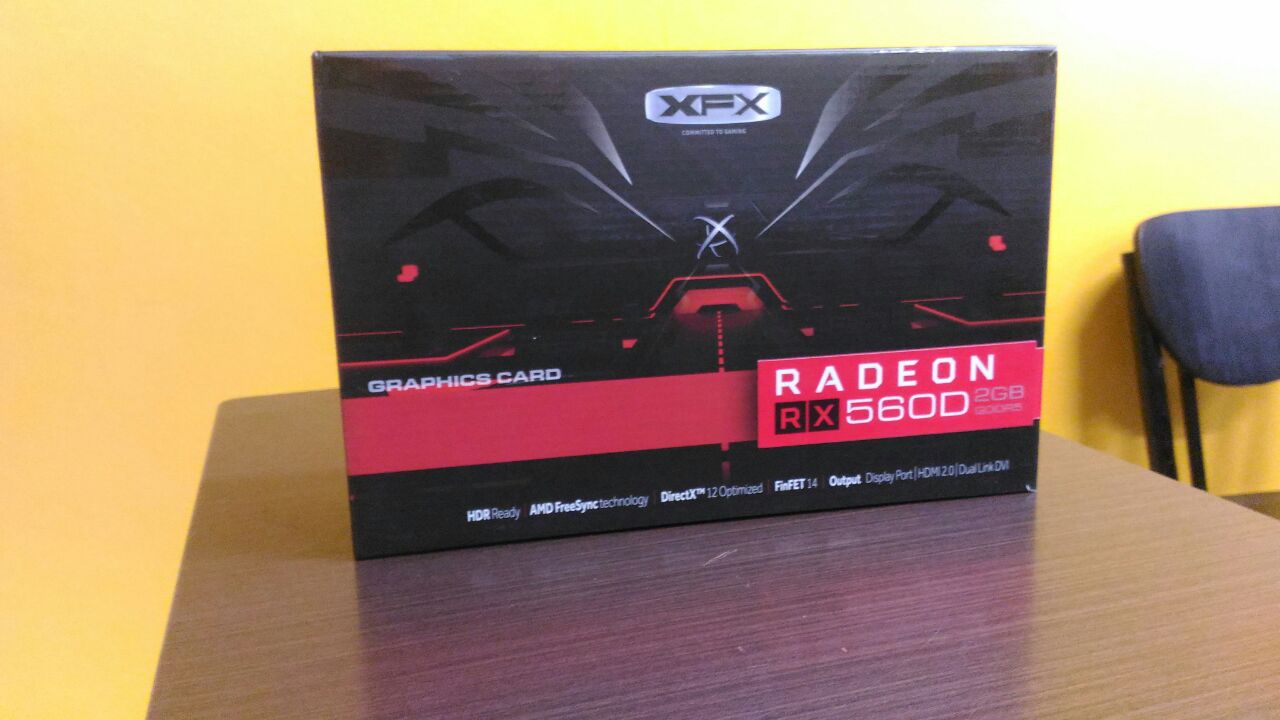 XFX
COMMITTED TO GAMING
GRAPHICS CARD
RADEON
RX 560D 2GB
GDDR5
HDR Ready | AMD FreeSync technology | DirectX™ 12 Optimized | FinFET 14 | Output Display Port | HDMI 2.0 | Dual Link DVI